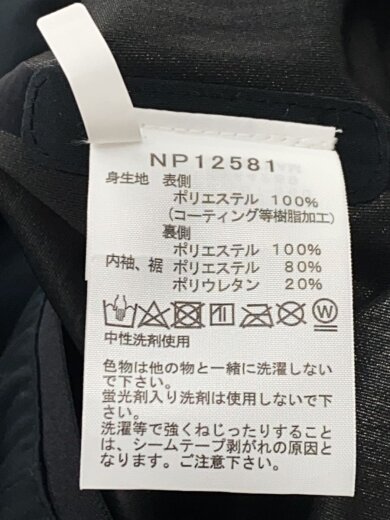 NP12581
身生地 表側
ポリエステル 100%
(コーティング等樹脂加工)
裏側
ポリエステル 100%
内袖、裾 ポリエステル 80%
ポリウレタン 20%
中性洗剤使用
色物は他の物と一緒に洗濯しない
で下さい。
蛍光剤入り洗剤は使用しないで下
さい。
洗濯等で強くねじったりすること
は、シームテープ剥がれの原因と
なります。ご注意下さい。